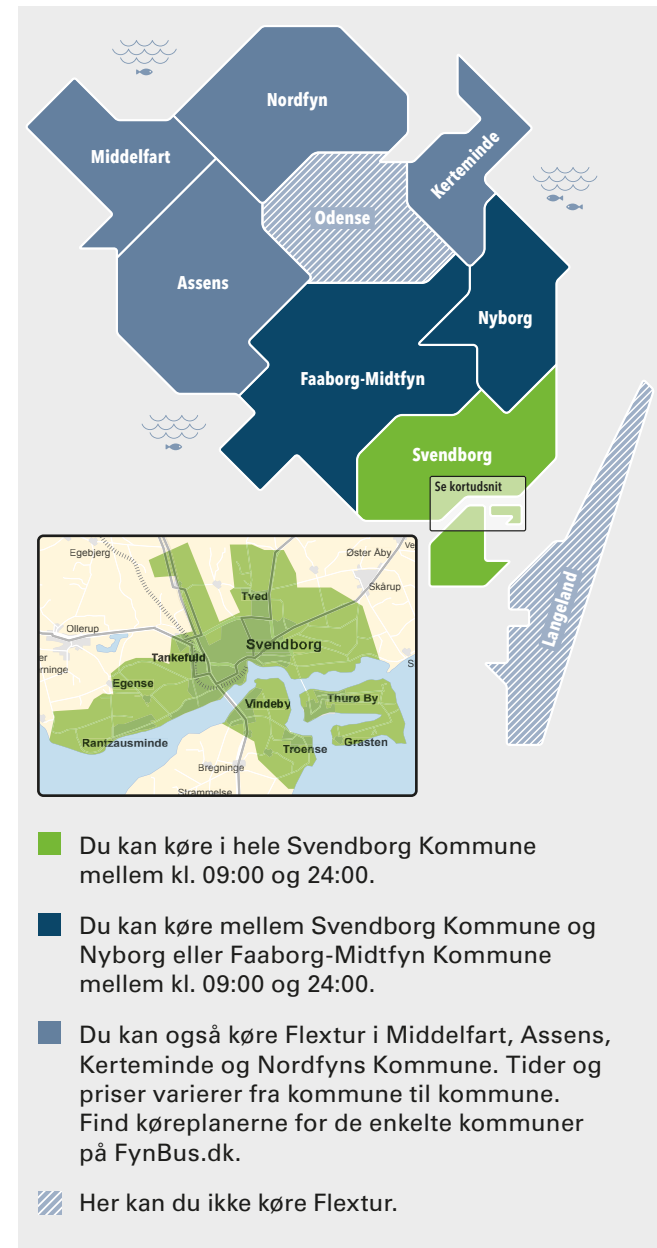 Nordfyn
Middelfart
Kerteminde
Odense
Assens
Nyborg
Faaborg-Midtfyn
Svendborg
Se kortudsnit
Langeland
Egebjerg
Øster Åby
Ve
Skårup
Tved
Ollerup
Svendborg
Tankefuld
er
rninge
S
Egense
Vindeby
Thurø By
Rantzausminde
Troense
Grasten
Bregninge
Strammelse
Du kan køre i hele Svendborg Kommune
mellem kl. 09:00 og 24:00.
Du kan køre mellem Svendborg Kommune og
Nyborg eller Faaborg-Midtfyn Kommune
mellem kl. 09:00 og 24:00.
Du kan også køre Flextur i Middelfart, Assens,
Kerteminde og Nordfyns Kommune. Tider og
priser varierer fra kommune til kommune.
Find køreplanerne for de enkelte kommuner
på FynBus.dk.
Her kan du ikke køre Flextur.